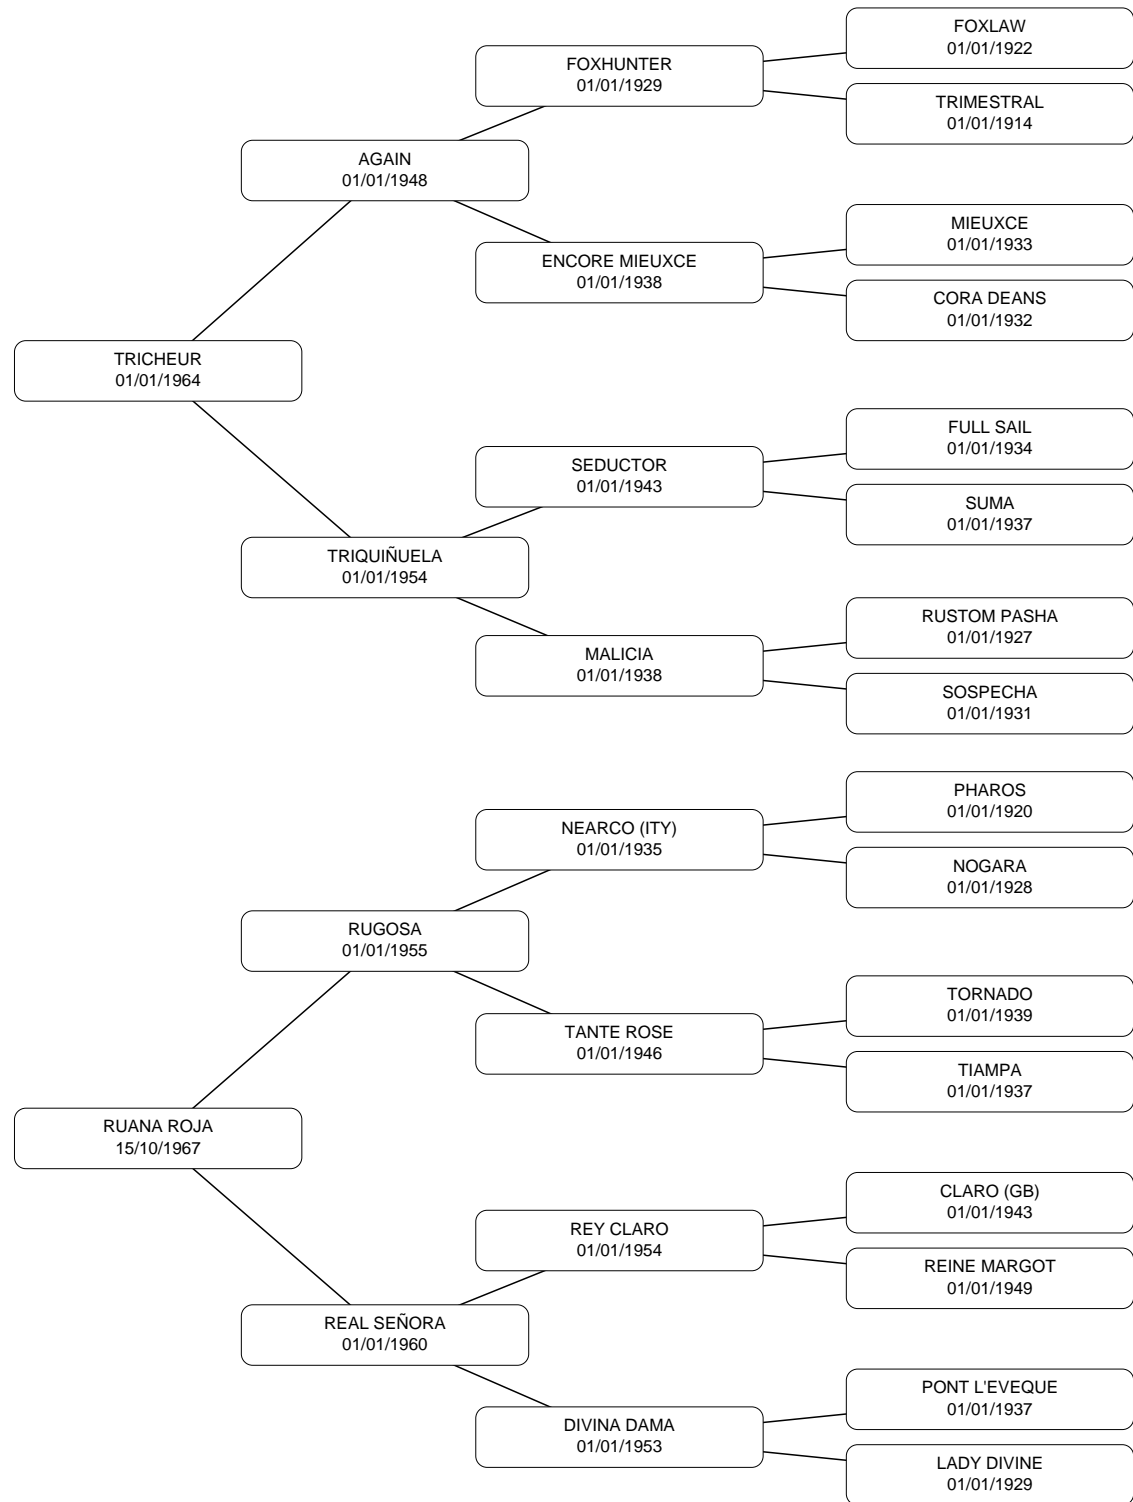 FOXLAW
01/01/1922
FOXHUNTER
01/01/1929
TRIMESTRAL
01/01/1914
AGAIN
01/01/1948
MIEUXCE
01/01/1933
ENCORE MIEUXCE
01/01/1938
CORA DEANS
01/01/1932
TRICHEUR
01/01/1964
FULL SAIL
01/01/1934
SEDUCTOR
01/01/1943
SUMA
01/01/1937
TRIQUIÑUELA
01/01/1954
RUSTOM PASHA
01/01/1927
MALICIA
01/01/1938
SOSPECHA
01/01/1931
PHAROS
01/01/1920
NEARCO (ITY)
01/01/1935
NOGARA
01/01/1928
RUGOSA
01/01/1955
TORNADO
01/01/1939
TANTE ROSE
01/01/1946
TIAMPA
01/01/1937
RUANA ROJA
15/10/1967
CLARO (GB)
01/01/1943
REY CLARO
01/01/1954
REINE MARGOT
01/01/1949
REAL SEÑORA
01/01/1960
PONT L'EVEQUE
01/01/1937
DIVINA DAMA
01/01/1953
LADY DIVINE
01/01/1929